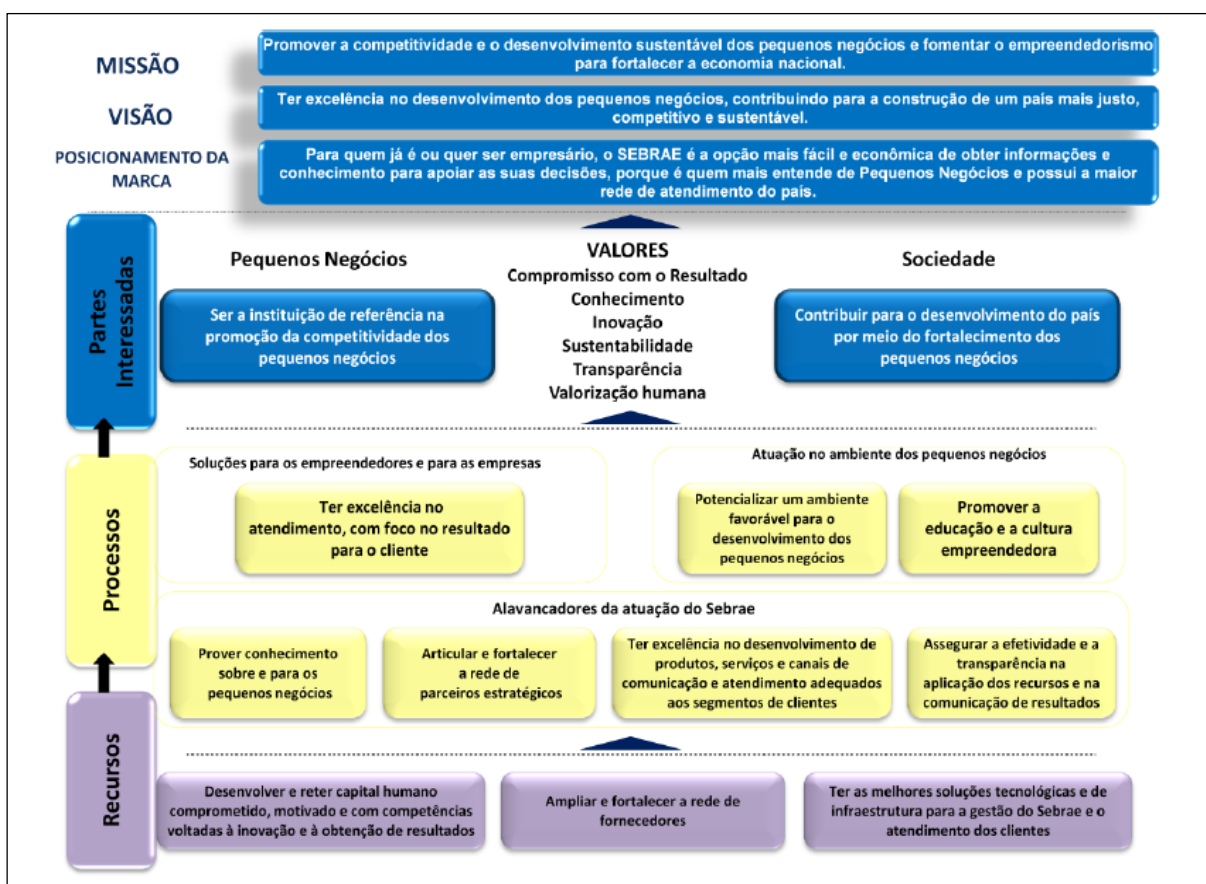 MISSÃO
Promover a competitividade e o desenvolvimento sustentável dos pequenos negócios e fomentar o empreendedorismo
para fortalecer a economia nacional.
VISÃO
Ter excelência no desenvolvimento dos pequenos negócios, contribuindo para a construção de um país mais justo,
competitivo e sustentável.
POSICIONAMENTO DA
MARCA
Para quem já é ou quer ser empresário, o SEBRAE é a opção mais fácil e econômica de obter informações e
conhecimento para apoiar as suas decisões, porque é quem mais entende de Pequenos Negócios e possui a maior
rede de atendimento do país.
Partes
Interessadas
Pequenos Negócios
Ser a instituição de referência na
promoção da competitividade dos
pequenos negócios
VALORES
Compromisso com o Resultado
Conhecimento
Inovação
Sustentabilidade
Transparência
Valorização humana
Sociedade
Contribuir para o desenvolvimento do país
por meio do fortalecimento dos
pequenos negócios
Processos
Soluções para os empreendedores e para as empresas
Ter excelência no
atendimento, com foco no resultado
para o cliente
Atuação no ambiente dos pequenos negócios
Potencializar um ambiente
favorável para o
desenvolvimento dos
pequenos negócios
Promover a
educação e a cultura
empreendedora
Alavancadores da atuação do Sebrae
Prover conhecimento
sobre e para os
pequenos negócios
Articular e fortalecer
a rede de
parceiros estratégicos
Ter excelência no desenvolvimento de
produtos, serviços e canais de
comunicação e atendimento adequados
aos segmentos de clientes
Assegurar a efetividade e a
transparência na
aplicação dos recursos e na
comunicação de resultados
Recursos
Desenvolver e reter capital humano
comprometido, motivado e com competências
voltadas à inovação e à obtenção de resultados
Ampliar e fortalecer a rede de
fornecedores
Ter as melhores soluções tecnológicas e de
infraestrutura para a gestão do Sebrae e o
atendimento dos clientes